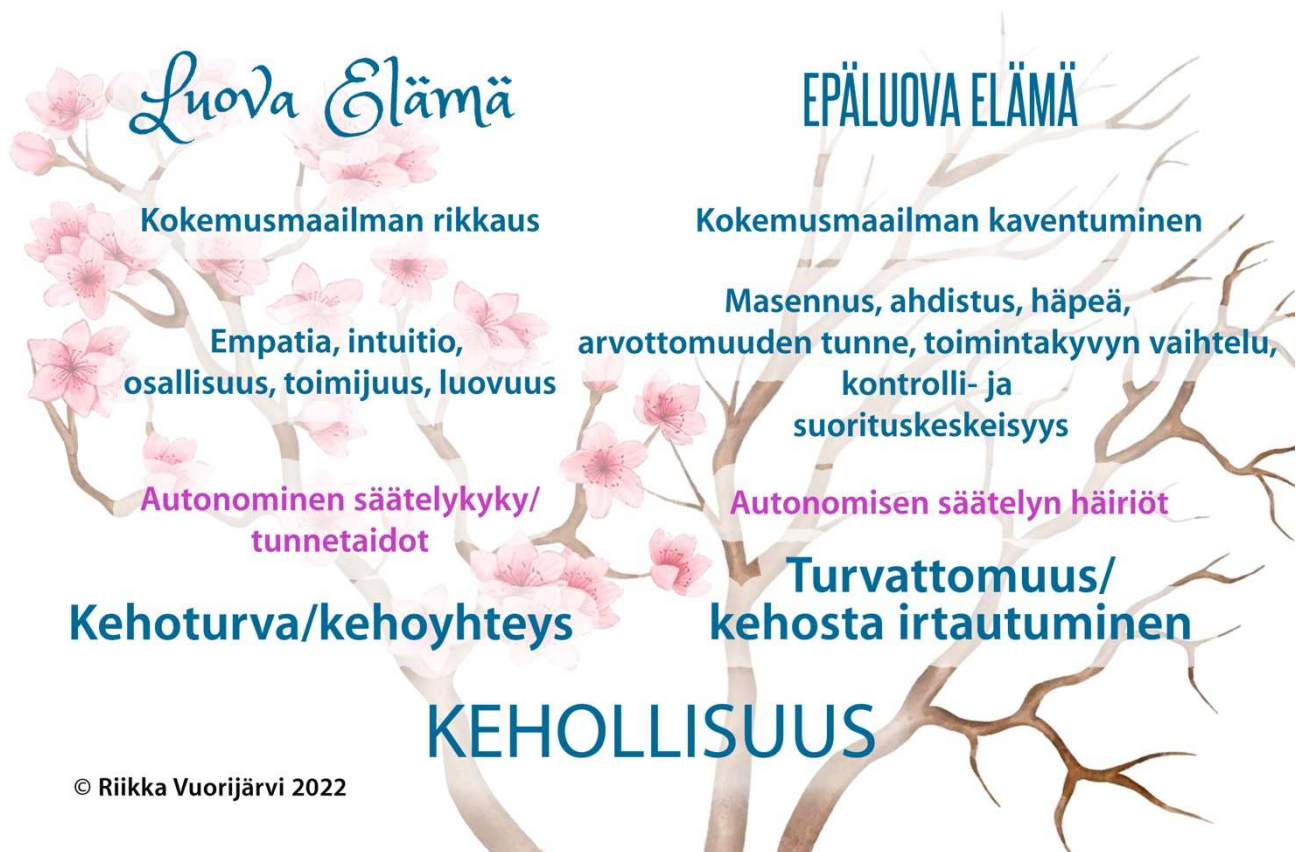 Luova Elämä
Kokemusmaailman rikkaus
Empatia, intuitio,
osallisuus, toimijuus, luovuus
Autonominen säätelykyky/
tunnetaidot
Kehoturva/kehoyhteys
EPÄLUOVA ELÄMÄ
Kokemusmaailman kaventuminen
Masennus, ahdistus, häpeä,
arvottomuuden tunne, toimintakyvyn vaihtelu,
kontrolli- ja
suorituskeskeisyys
Autonomisen säätelyn häiriöt
Turvattomuus/
kehosta irtautuminen
KEHOLLISUUS
© Riikka Vuorijärvi 2022